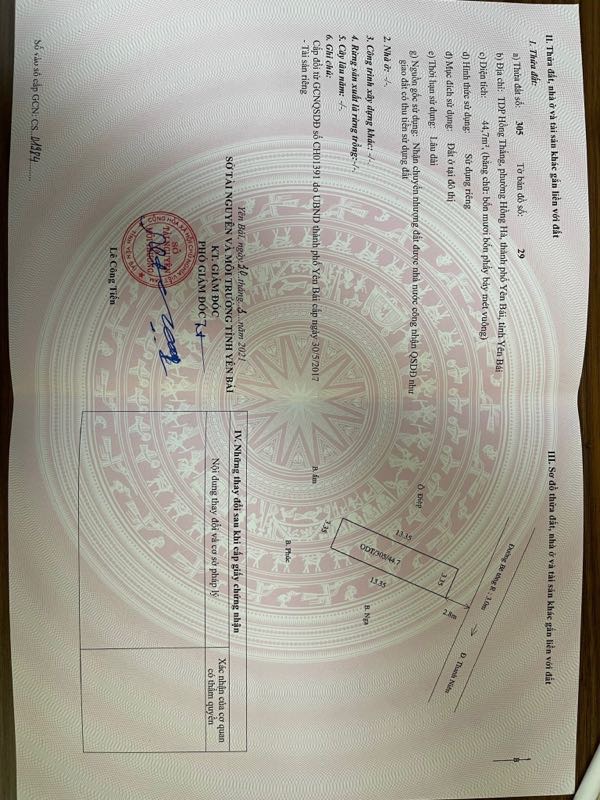 II. Thửa đất, nhà ở và tài sản khác gắn liền với đất
1. Thửa đất:
a) Thửa đất số: 305 Tờ bản đồ số: 29
b) Địa chỉ: TDP Hồng Thắng, phường Hồng Hà, thành phố Yên Bái, tỉnh Yên Bái
c) Diện tích: 44,7m², (bằng chữ: bốn mươi bốn phẩy bảy mét vuông)
d) Hình thức sử dụng: Sử dụng riêng
đ) Mục đích sử dụng: Đất ở tại đô thị
e) Thời hạn sử dụng: Lâu dài
g) Nguồn gốc sử dụng: Nhận chuyển nhượng đất được nhà nước công nhận QSDĐ như
giao đất có thu tiền sử dụng đất
2. Nhà ở: -/-.
3. Công trình xây dựng khác: -/-.
4. Rừng sản xuất là rừng trồng:-/-.
5. Cây lâu năm: -/-.
6. Ghi chú:
Cấp đổi từ GCNQSDĐ số CH01391 do UBND thành phố Yên Bái cấp ngày 30/5/2017
- Tài sản riêng
Yên Bái, ngày tháng năm 2021
SỞ TÀI NGUYÊN VÀ MÔI TRƯỜNG TỈNH YÊN BÁI
KT. GIÁM ĐỐC
PHÓ GIÁM ĐỐC
Lê Công Tiến
Số vào sổ cấp GCN: CS 01984
III. Sơ đồ thửa đất, nhà ở và tài sản khác gắn liền với đất
B
Đường Bê tông R: 3.0m
Đ. Thanh Niên
2.8m
3.35
Ô. Điệp
13.35
ODT/305/44.7
13.35
B. Nga
3.35
B. Ấm
B. Phúc
IV. Những thay đổi sau khi cấp giấy chứng nhận
Nội dung thay đổi và cơ sở pháp lý
Xác nhận của cơ quan
có thẩm quyền